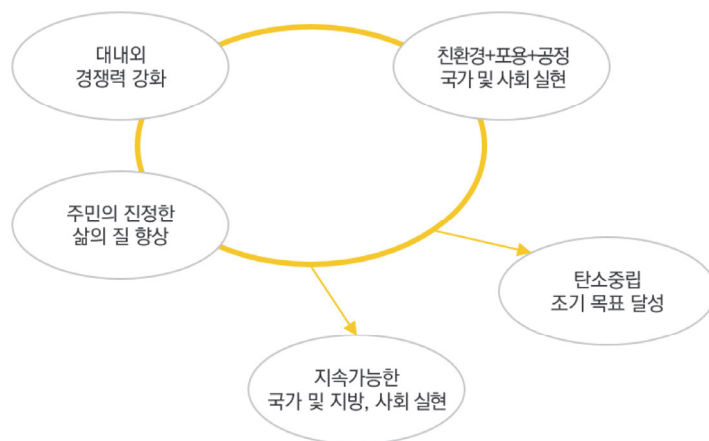 대내외
경쟁력 강화
친환경+포용+공정
국가 및 사회 실현
주민의 진정한
삶의 질 향상
탄소중립
조기 목표 달성
지속가능한
국가 및 지방, 사회 실현